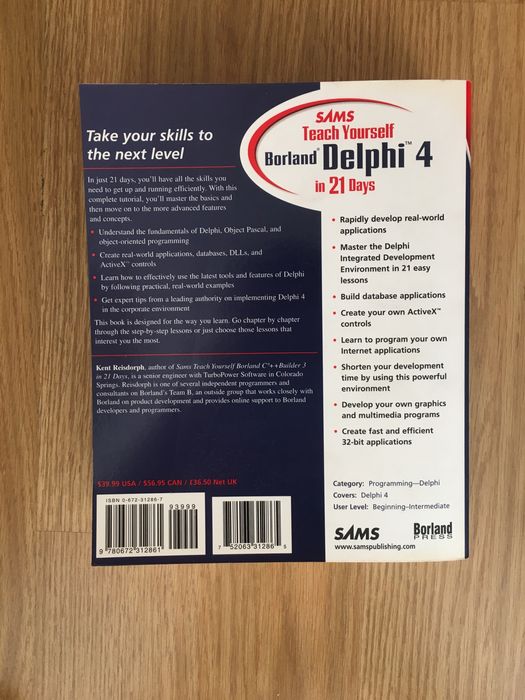 SAMS
Teach Yourself
Borland® Delphi™ 4
in 21 Days
Take your skills to
the next level
In just 21 days, you'll have all the skills you
need to get up and running efficiently. With this
complete tutorial, you'll master the basics and
then move on to the more advanced features
and concepts.
• Understand the fundamentals of Delphi, Object Pascal, and
object-oriented programming
• Create real-world applications, databases, DLLs, and
ActiveX™ controls
• Learn how to effectively use the latest tools and features of Delphi
by following practical, real-world examples
• Get expert tips from a leading authority on implementing Delphi 4
in the corporate environment
This book is designed for the way you learn. Go chapter by chapter
through the step-by-step lessons or just choose those lessons that
interest you the most.
Kent Reisdorph, author of Sams Teach Yourself Borland C++Builder 3
in 21 Days, is a senior engineer with TurboPower Software in Colorado
Springs. Reisdorph is one of several independent programmers and
consultants on Borland's Team B, an outside group that works closely with
Borland on product development and provides online support to Borland
developers and programmers.
$39.99 USA / $56.95 CAN / £36.50 Net UK
ISBN 0-672-31286-7
93999
9 780672 312861
7 52063 31286 5
• Rapidly develop real-world
applications
• Master the Delphi
Integrated Development
Environment in 21 easy
lessons
• Build database applications
• Create your own ActiveX™
controls
• Learn to program your own
Internet applications
• Shorten your development
time by using this powerful
environment
• Develop your own graphics
and multimedia programs
• Create fast and efficient
32-bit applications
Category: Programming—Delphi
Covers: Delphi 4
User Level: Beginning–Intermediate
SAMS
www.samspublishing.com
Borland
PRESS